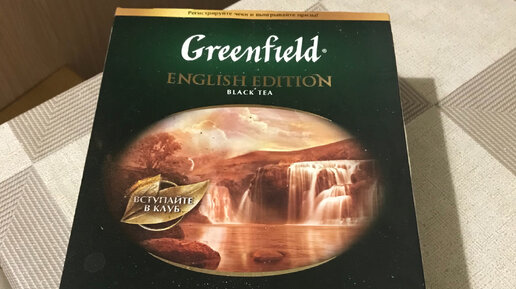 Регистрируйте чеки и выигрывайте призы!
Greenfield®
ENGLISH EDITION
BLACK TEA
ВСТУПАЙТЕ
В КЛУБ